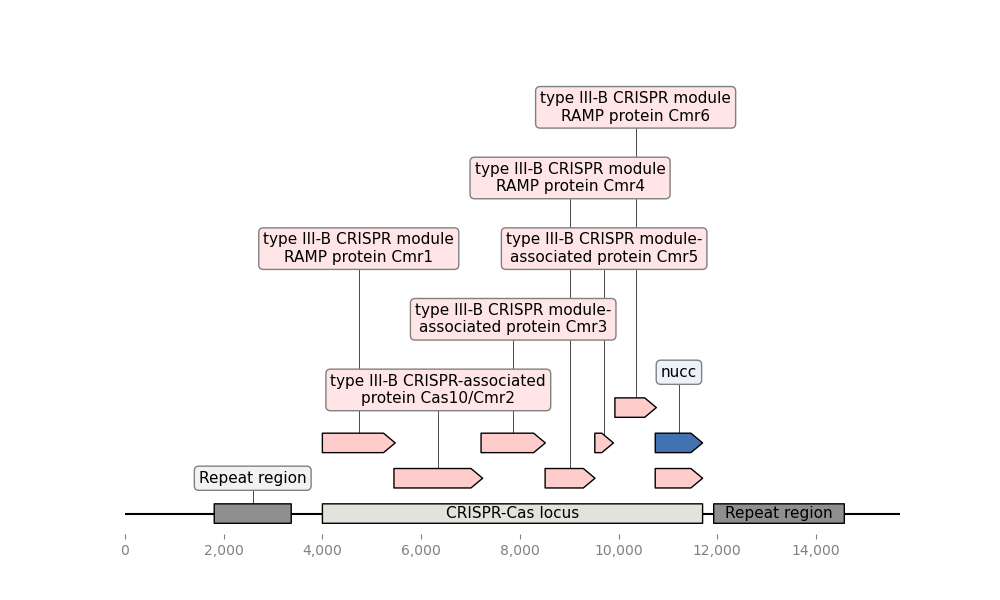 type III-B CRISPR module
RAMP protein Cmr6
type III-B CRISPR module
RAMP protein Cmr4
type III-B CRISPR module
RAMP protein Cmr1
type III-B CRISPR module-
associated protein Cmr5
type III-B CRISPR module-
associated protein Cmr3
type III-B CRISPR-associated
protein Cas10/Cmr2
nucc
Repeat region
CRISPR-Cas locus
Repeat region
0
2,000
4,000
6,000
8,000
10,000
12,000
14,000